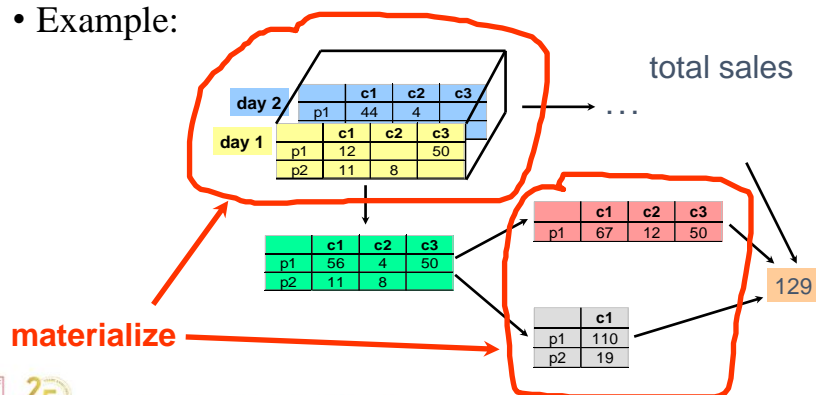 • Example:
total sales
day 2
c1 c2 c3
p1 44 4
...
day 1
c1 c2 c3
p1 12 50
p2 11 8
c1 c2 c3
p1 56 4 50
p2 11 8
c1 c2 c3
p1 67 12 50
129
c1
p1 110
p2 19
materialize